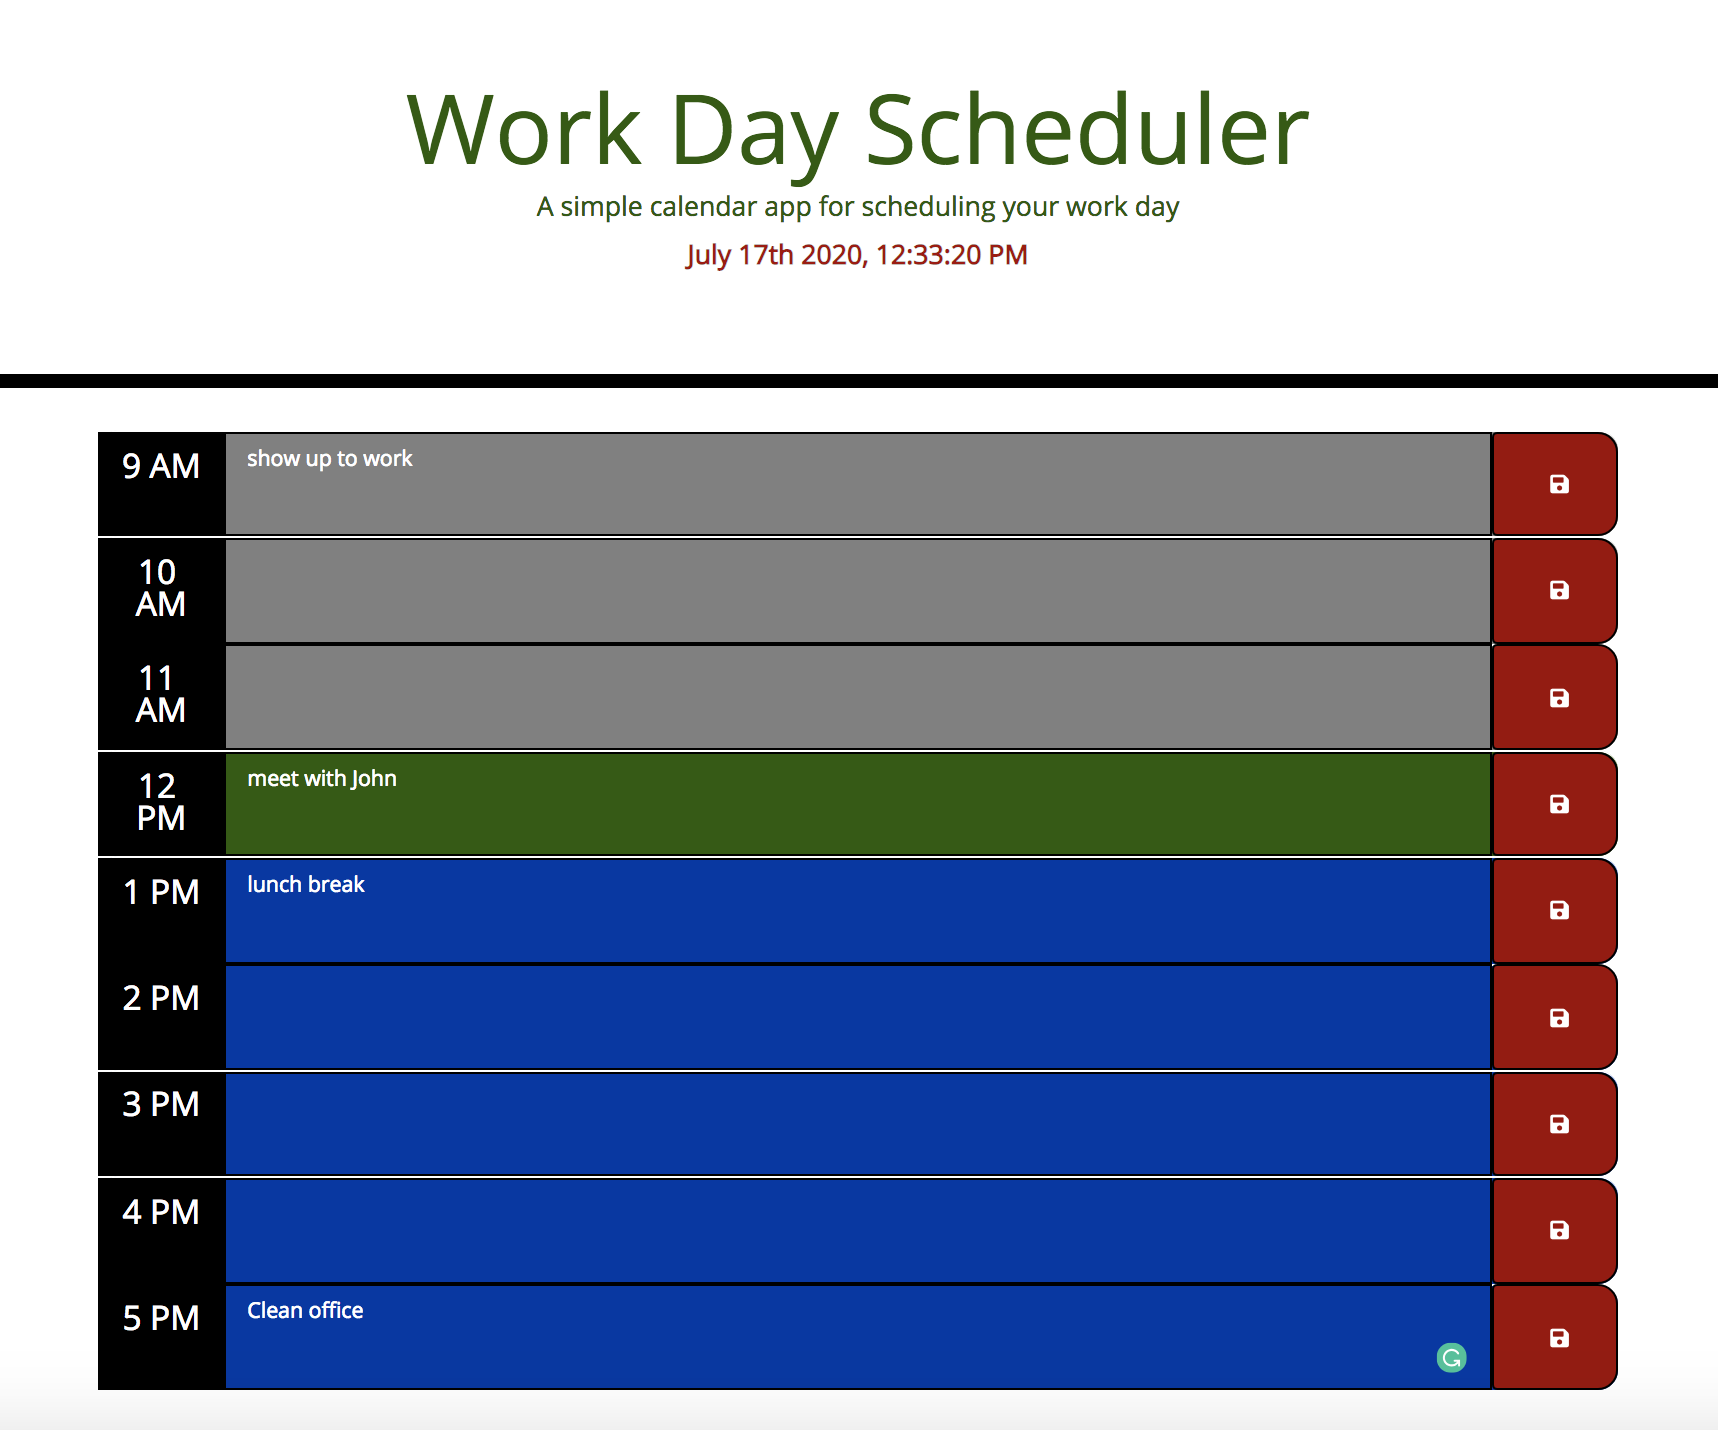 Work Day Scheduler
A simple calendar app for scheduling your work day
July 17th 2020, 12:33:20 PM
9 AM
show up to work
10
AM
11
AM
12
PM
meet with John
1 PM
lunch break
2 PM
3 PM
4 PM
5 PM
Clean office